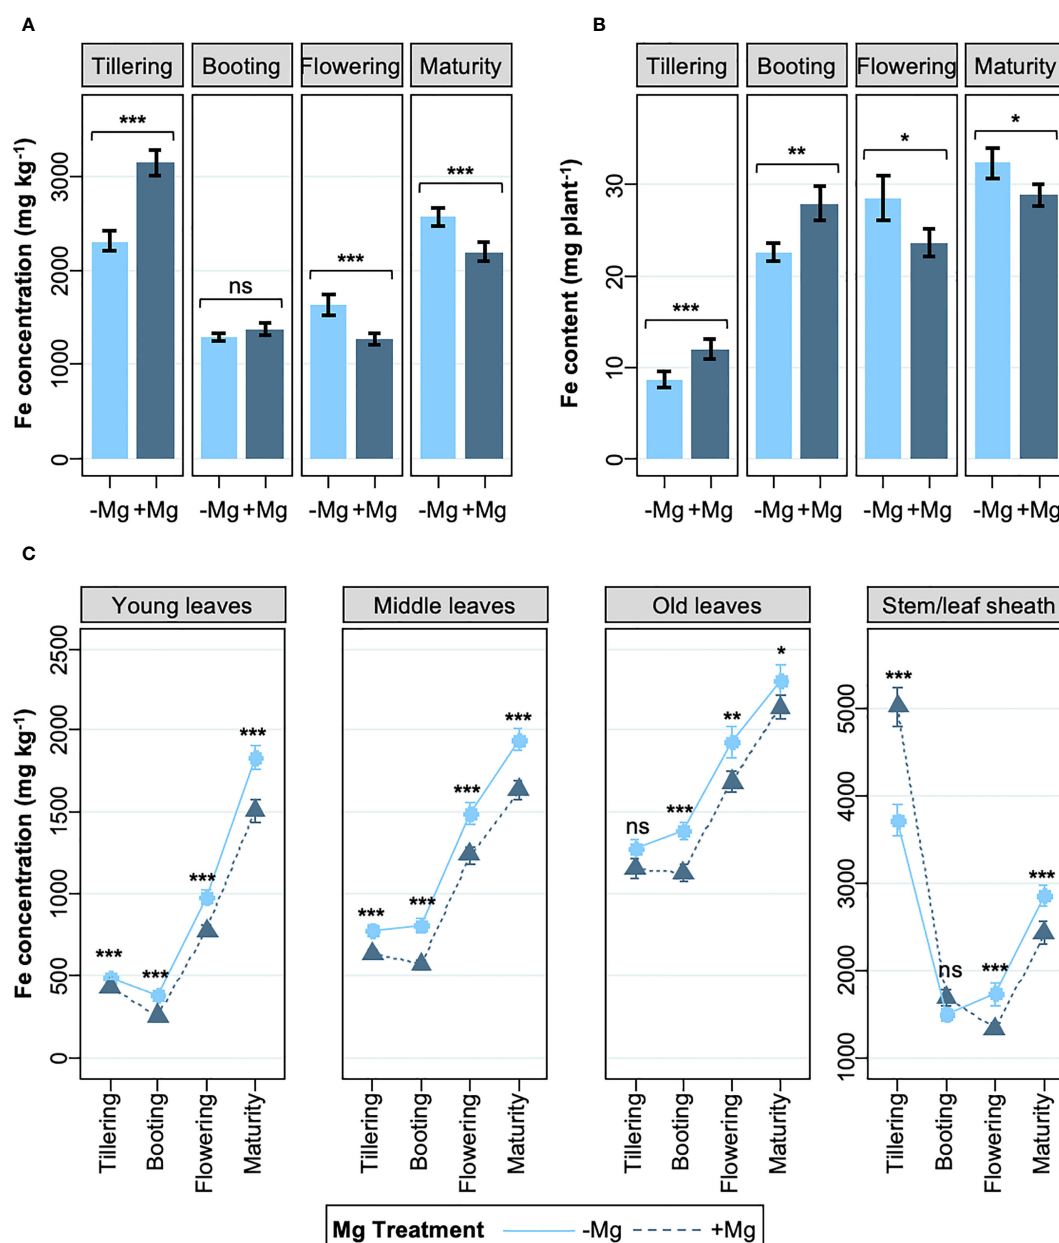 A
B
Tillering Booting Flowering Maturity
Tillering Booting Flowering Maturity
Fe concentration (mg kg⁻¹)
0 1000 2000 3000
*** ns *** ***
-Mg +Mg -Mg +Mg -Mg +Mg -Mg +Mg
Fe content (mg plant⁻¹)
0 10 20 30
*** ** * *
-Mg +Mg -Mg +Mg -Mg +Mg -Mg +Mg
C
Young leaves Middle leaves Old leaves Stem/leaf sheath
Fe concentration (mg kg⁻¹)
0 500 1000 1500 2000 2500
*** *** *** ***
*** *** *** ***
ns *** ** *
1000 2000 3000 4000 5000
*** ns *** ***
Tillering Booting Flowering Maturity
Tillering Booting Flowering Maturity
Tillering Booting Flowering Maturity
Tillering Booting Flowering Maturity
Mg Treatment -Mg +Mg